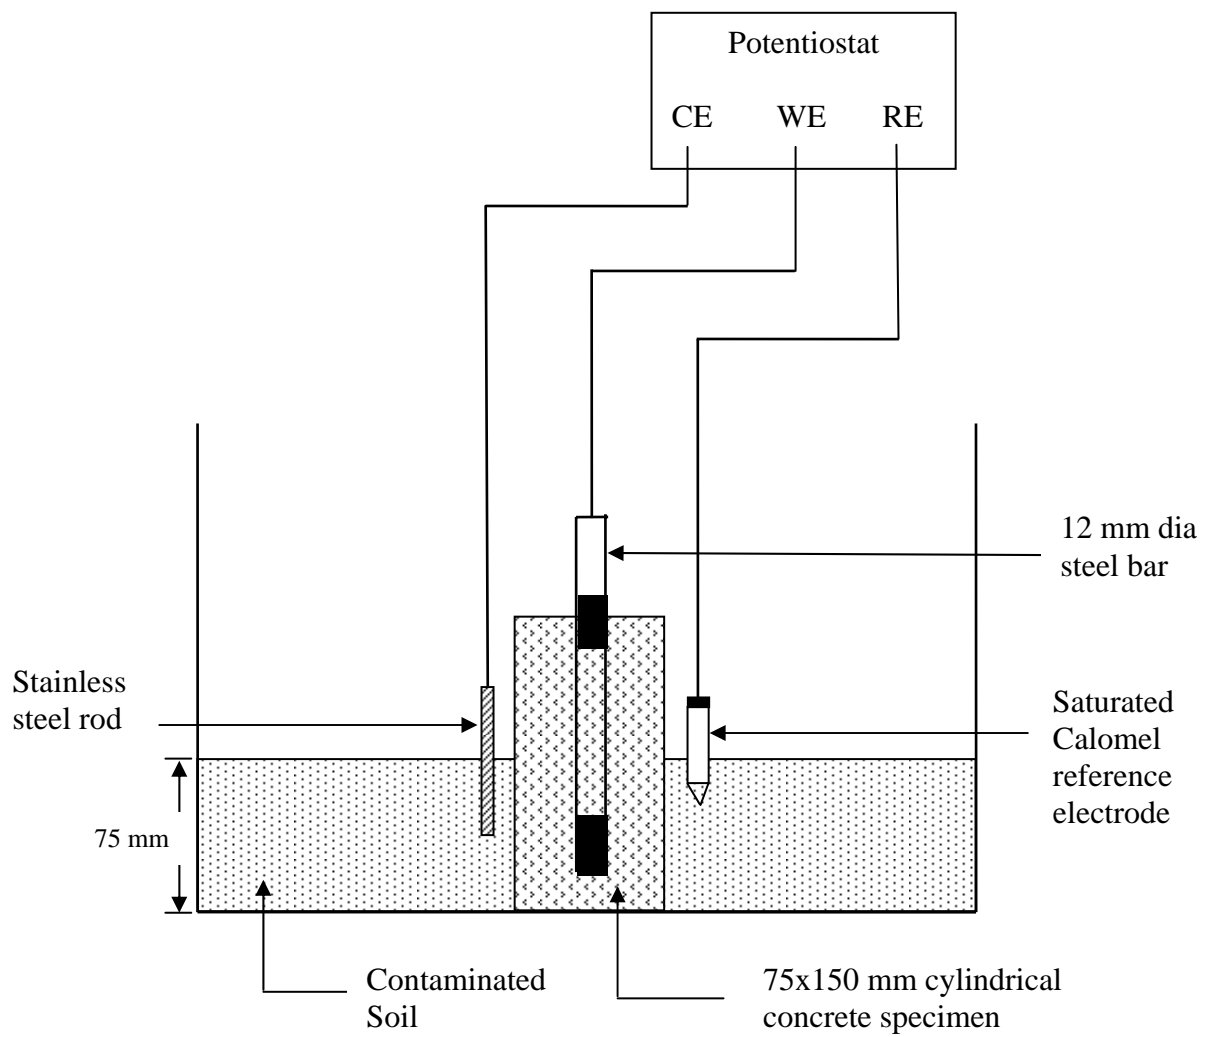 Potentiostat
CE WE RE
12 mm dia
steel bar
Stainless
steel rod
Saturated
Calomel
reference
electrode
75 mm
Contaminated
Soil
75x150 mm cylindrical
concrete specimen